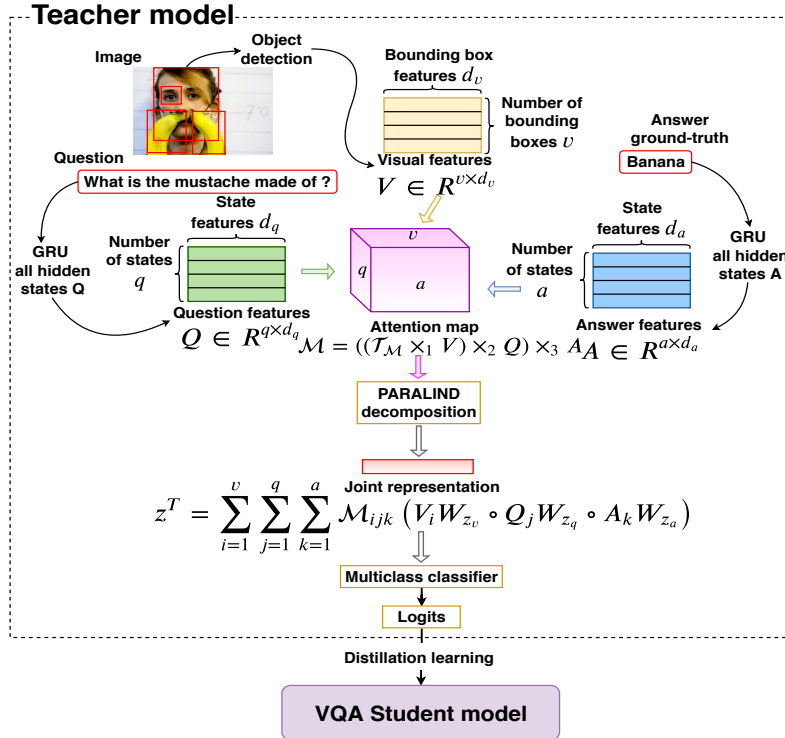 Teacher model
Image
Object
detection
Bounding box
features d_v
Number of
bounding
boxes v
Answer
ground-truth
Banana
Visual features
V ∈ R^{v×d_v}
Question
What is the mustache made of ?
State
features d_q
Number
of states
q
GRU
all hidden
states Q
Question features
Q ∈ R^{q×d_q}
v
q
a
Attention map
M = ((T_M ×_1 V) ×_2 Q) ×_3 A
State
features d_a
Number
of states
a
GRU
all hidden
states A
Answer features
A ∈ R^{a×d_a}
PARALIND
decomposition
Joint representation
z^T = \sum_{i=1}^{v} \sum_{j=1}^{q} \sum_{k=1}^{a} M_{ijk} (V_i W_{z_v} ∘ Q_j W_{z_q} ∘ A_k W_{z_a})
Multiclass classifier
Logits
Distillation learning
VQA Student model